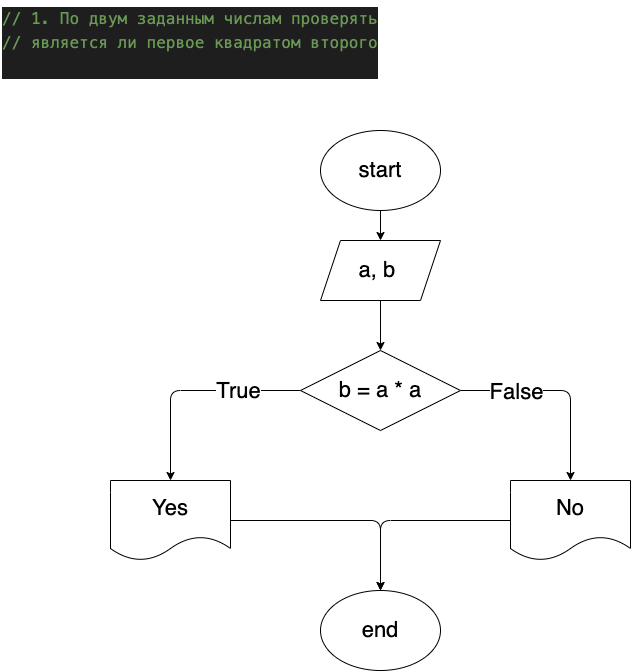 // 1. По двум заданным числам проверять
// является ли первое квадратом второго
start
a, b
b = a * a
True
False
Yes
No
end